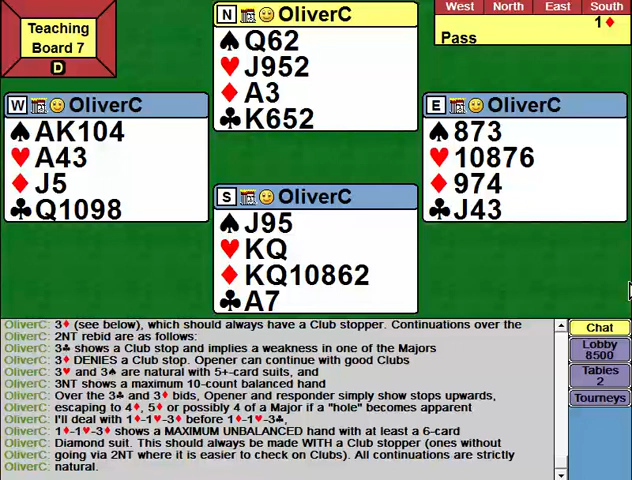 Teaching
Board 7
D
N OliverC
♠Q62
♥J952
♦A3
♣K652
West North East South
1♦
Pass
W OliverC
♠AK104
♥A43
♦J5
♣Q1098
E OliverC
♠873
♥10876
♦974
♣J43
S OliverC
♠J95
♥KQ
♦KQ10862
♣A7
OliverC: 3♦ (see below), which should always have a Club stopper. Continuations over the
OliverC: 2NT rebid are as follows:
OliverC: 3♣ shows a Club stop and implies a weakness in one of the Majors
OliverC: 3♦ DENIES a Club stop. Opener can continue with good Clubs
OliverC: 3♥ and 3♠ are natural with 5+-card suits, and
OliverC: 3NT shows a maximum 10-count balanced hand
OliverC: Over the 3♣ and 3♦ bids, Opener and responder simply show stops upwards,
OliverC: escaping to 4♦, 5♦ or possibly 4 of a Major if a "hole" becomes apparent
OliverC: I'll deal with 1♦-1♥-3♦ before 1♦-1♥-3♣,
OliverC: 1♦-1♥-3♦ shows a MAXIMUM UNBALANCED hand with at least a 6-card
OliverC: Diamond suit. This should always be made WITH a Club stopper (ones without
OliverC: going via 2NT where it is easier to check on Clubs). All continuations are strictly
OliverC: natural.
Chat
Lobby
8500
Tables
2
Tourneys